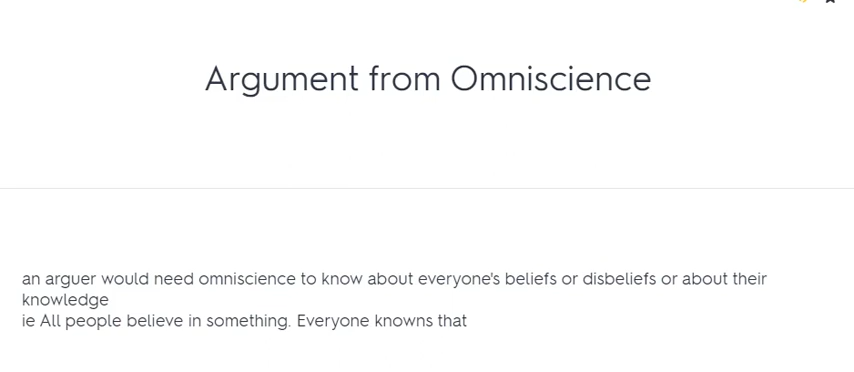 Argument from Omniscience
an arguer would need omniscience to know about everyone's beliefs or disbeliefs or about their
knowledge
ie All people believe in something. Everyone knowns that